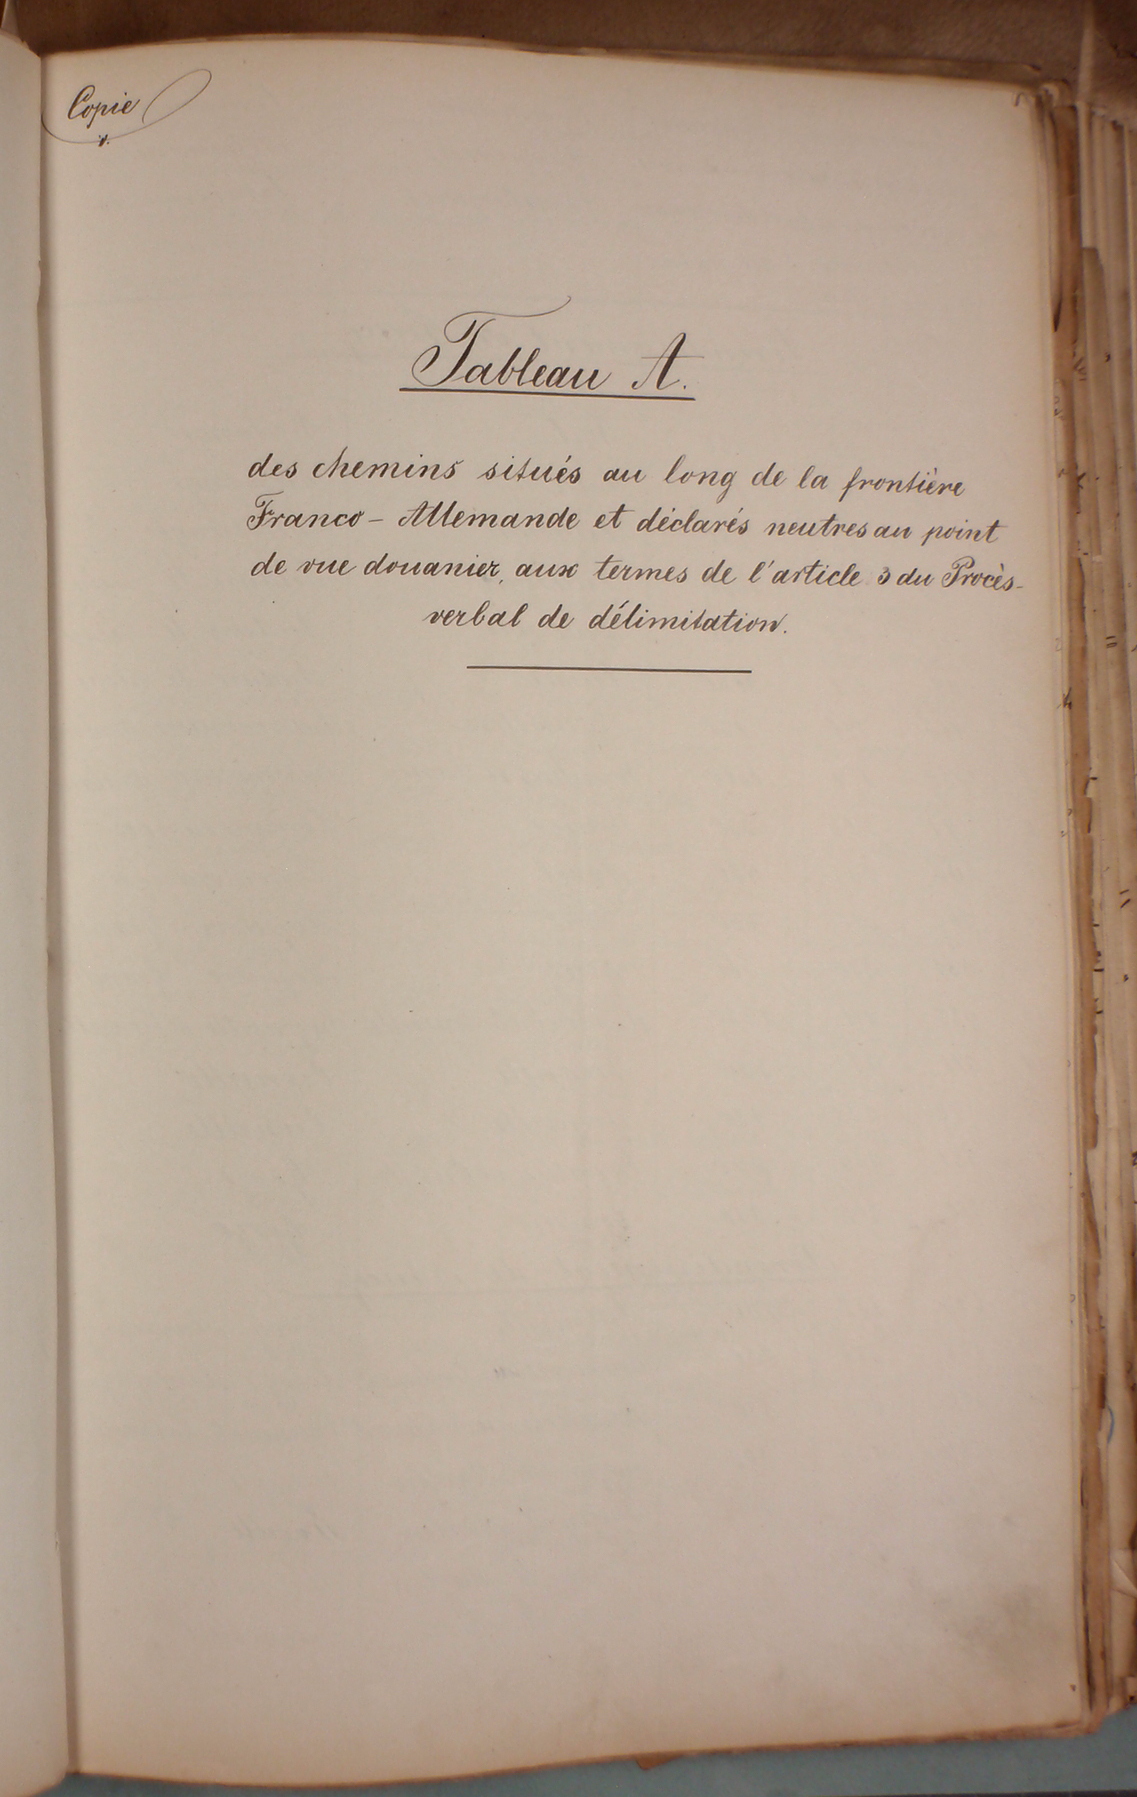 Copie
Tableau A.
des chemins situés au long de la frontière
Franco-Allemande et déclarés neutres au point
de vue douanier, aux termes de l'article 3 du Procès-
verbal de délimitation.